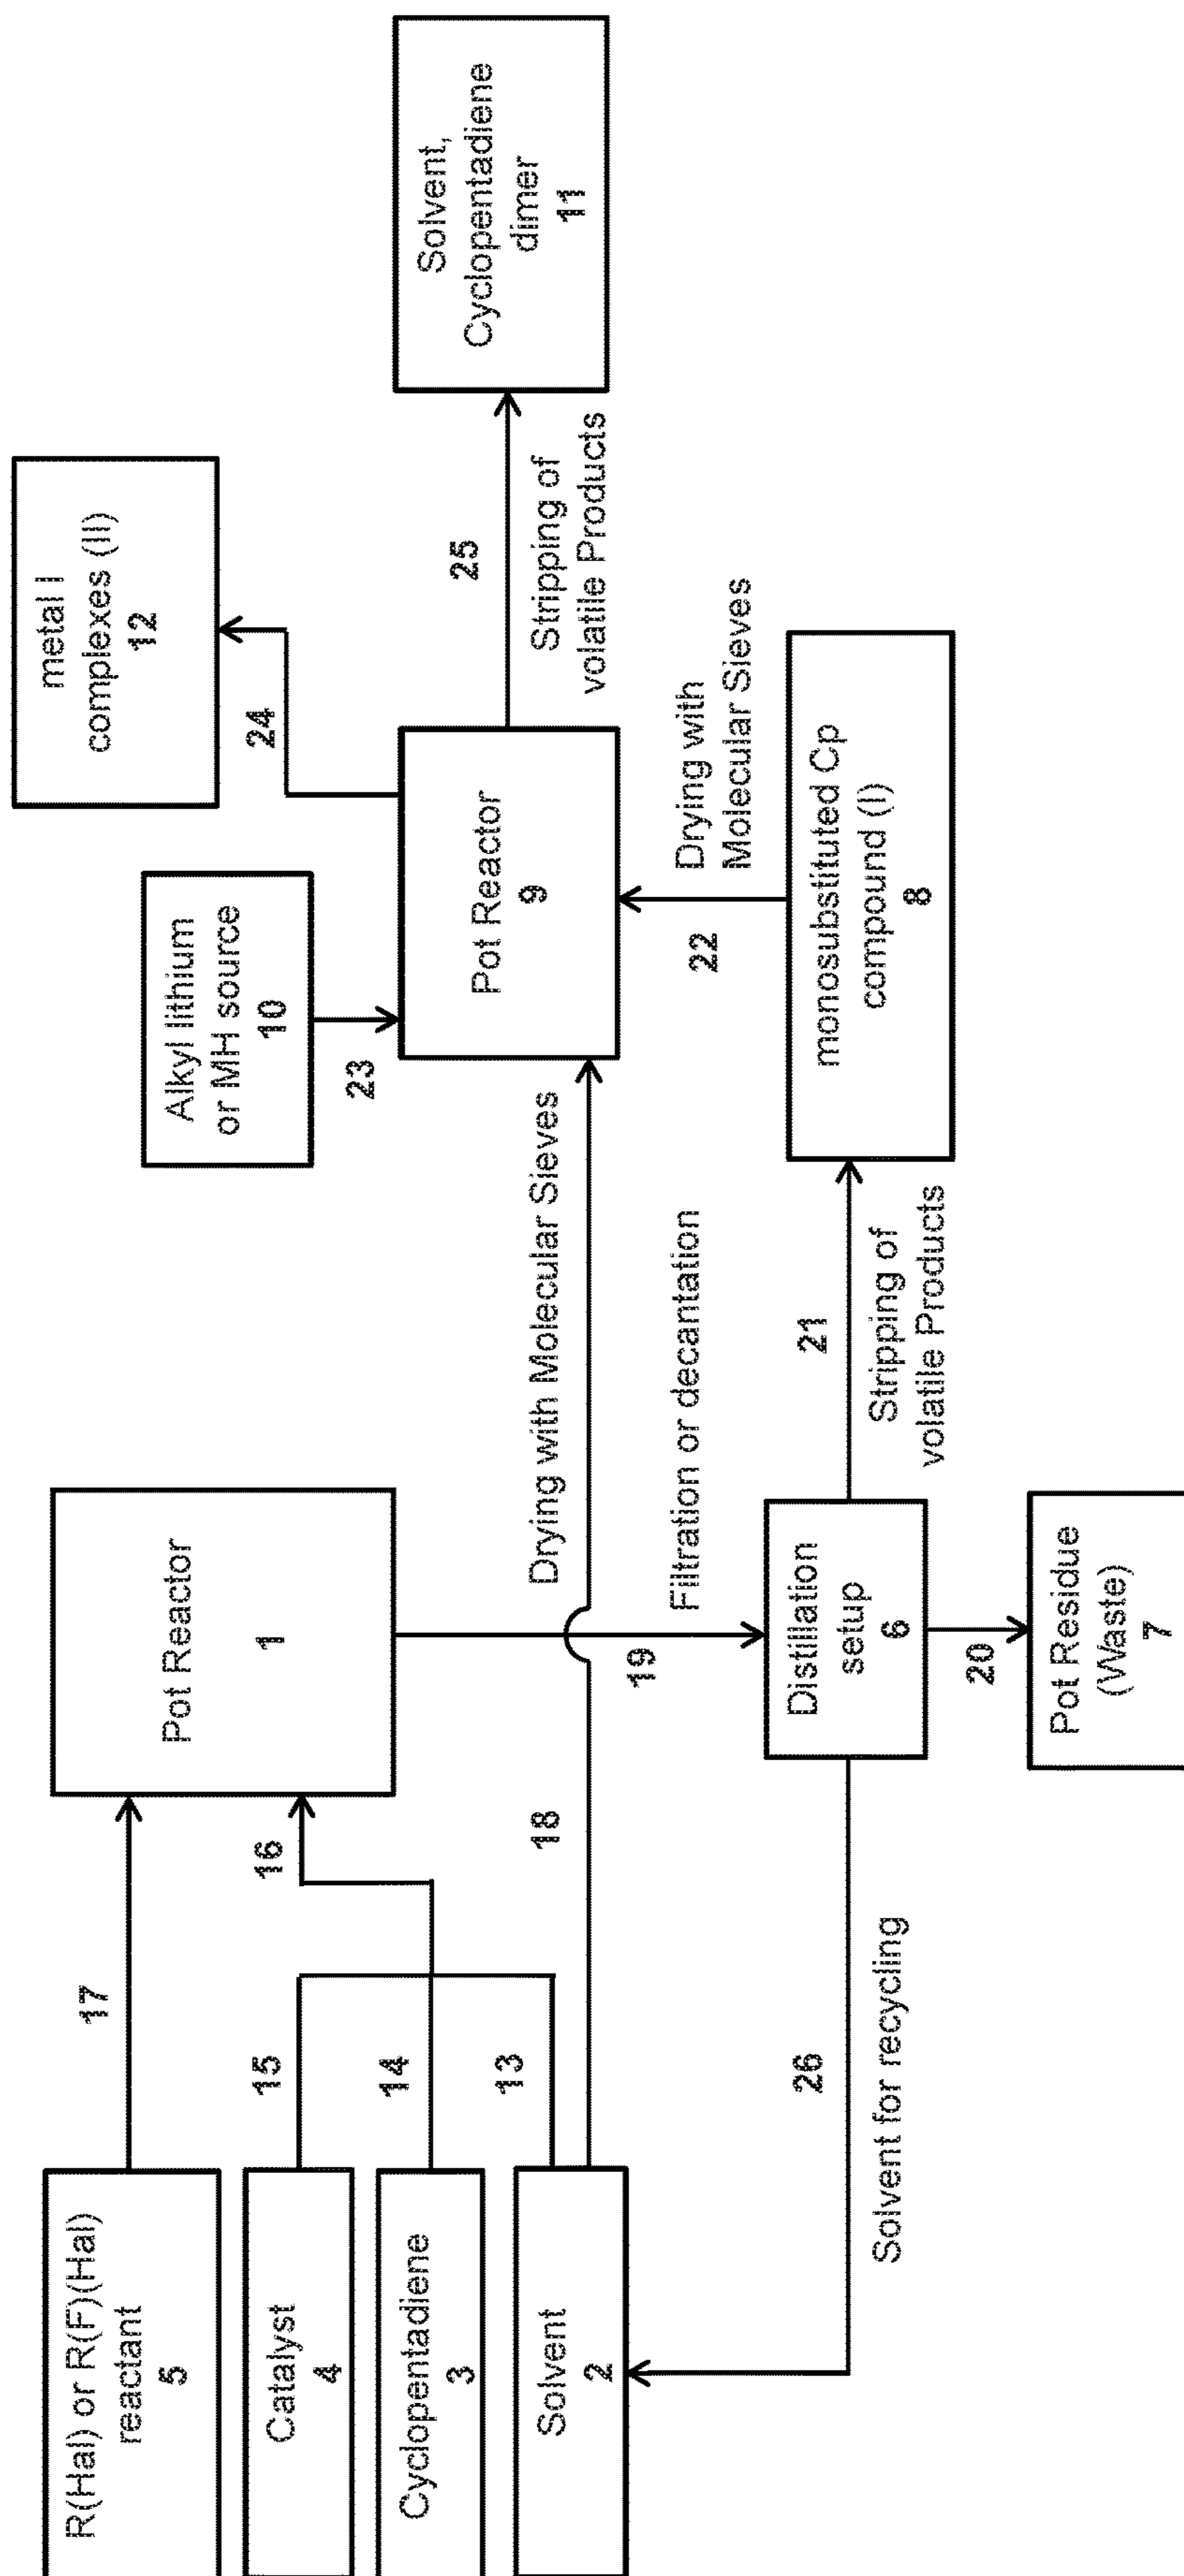 R(Hal) or R(F)(Hal)
reactant
5
17
Pot Reactor
1
Catalyst
4
15
16
Cyclopentadiene
3
14
Solvent
2
13
18
Drying with Molecular Sieves
19
Filtration or decantation
Distillation
setup
6
26
Solvent for recycling
20
Pot Residue
(Waste)
7
21
Stripping of
volatile Products
monosubstituted Cp
compound (I)
8
22
Drying with
Molecular Sieves
Alkyl lithium
or MH source
10
23
Pot Reactor
9
24
metal I
complexes (II)
12
25
Stripping of
volatile Products
Solvent,
Cyclopentadiene
dimer
11